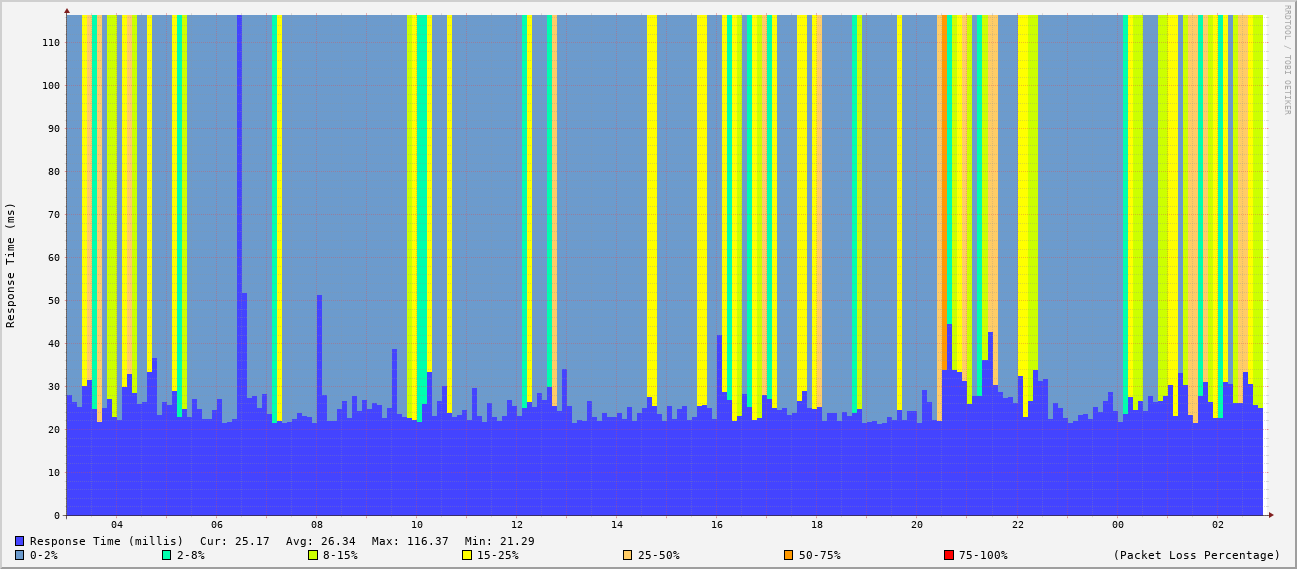 RRDTOOL / TOBI OETIKER
Response Time (ms)
110
100
90
80
70
60
50
40
30
20
10
0
04 06 08 10 12 14 16 18 20 22 00 02
Response Time (millis) Cur: 25.17 Avg: 26.34 Max: 116.37 Min: 21.29
0-2% 2-8% 8-15% 15-25% 25-50% 50-75% 75-100% (Packet Loss Percentage)